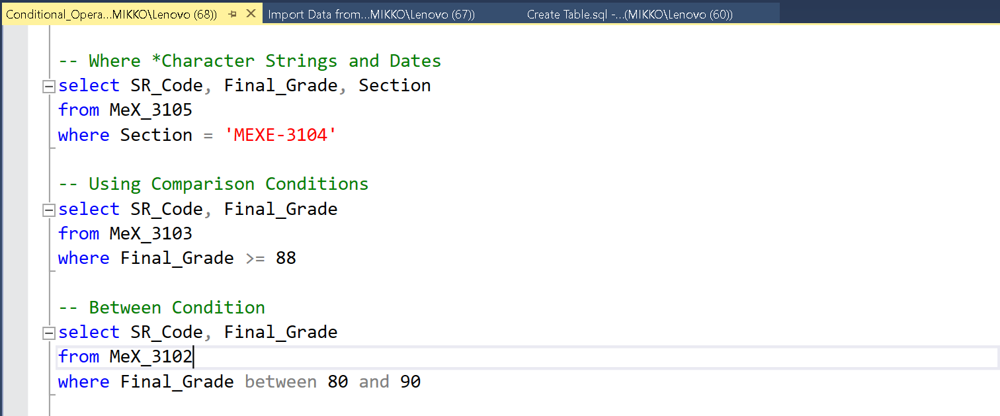 Conditional_Opera...MIKKO\Lenovo (68)) Import Data from...MIKKO\Lenovo (67)) Create Table.sql -...(MIKKO\Lenovo (60))
-- Where *Character Strings and Dates
select SR_Code, Final_Grade, Section
from MeX_3105
where Section = 'MEXE-3104'
-- Using Comparison Conditions
select SR_Code, Final_Grade
from MeX_3103
where Final_Grade >= 88
-- Between Condition
select SR_Code, Final_Grade
from MeX_3102
where Final_Grade between 80 and 90